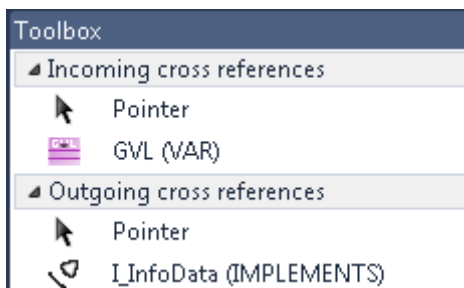 Toolbox
Incoming cross references
Pointer
GVL (VAR)
Outgoing cross references
Pointer
I_InfoData (IMPLEMENTS)